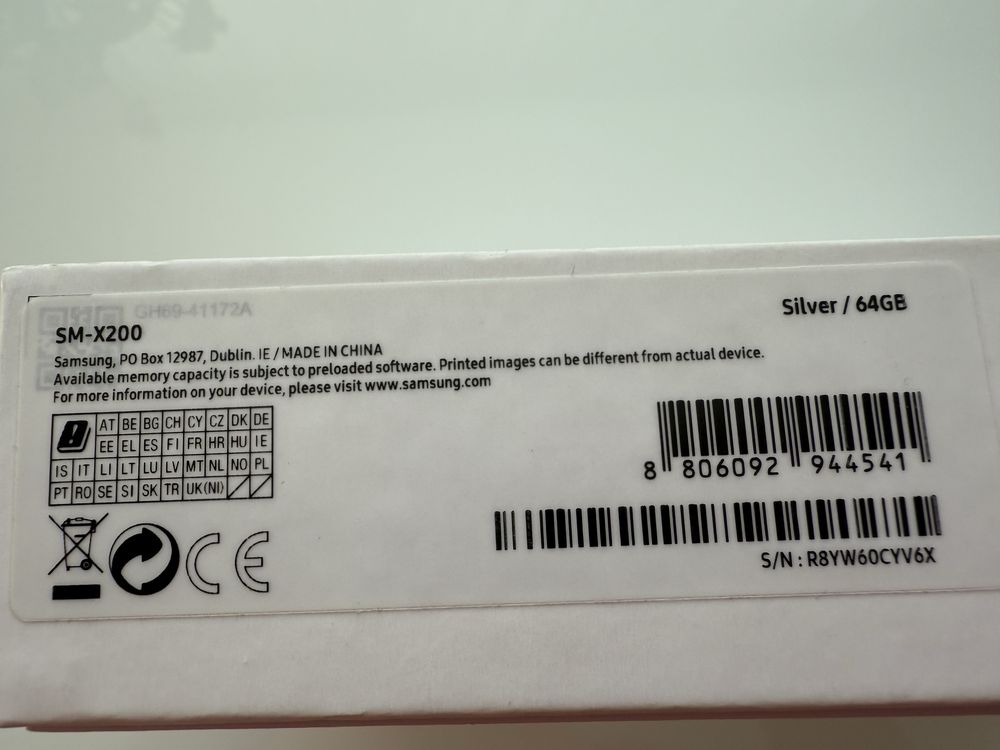 GH69-41172A
SM-X200
Silver / 64GB
Samsung, PO Box 12987, Dublin. IE / MADE IN CHINA
Available memory capacity is subject to preloaded software. Printed images can be different from actual device.
For more information on your device, please visit www.samsung.com
AT BE BG CH CY CZ DK DE
EE EL ES FI FR HR HU IE
IS IT LI LT LU LV MT NL NO PL
PT RO SE SI SK TR UK(NI)
8 806092 944541
S/N : R8YW60CYV6X
CE